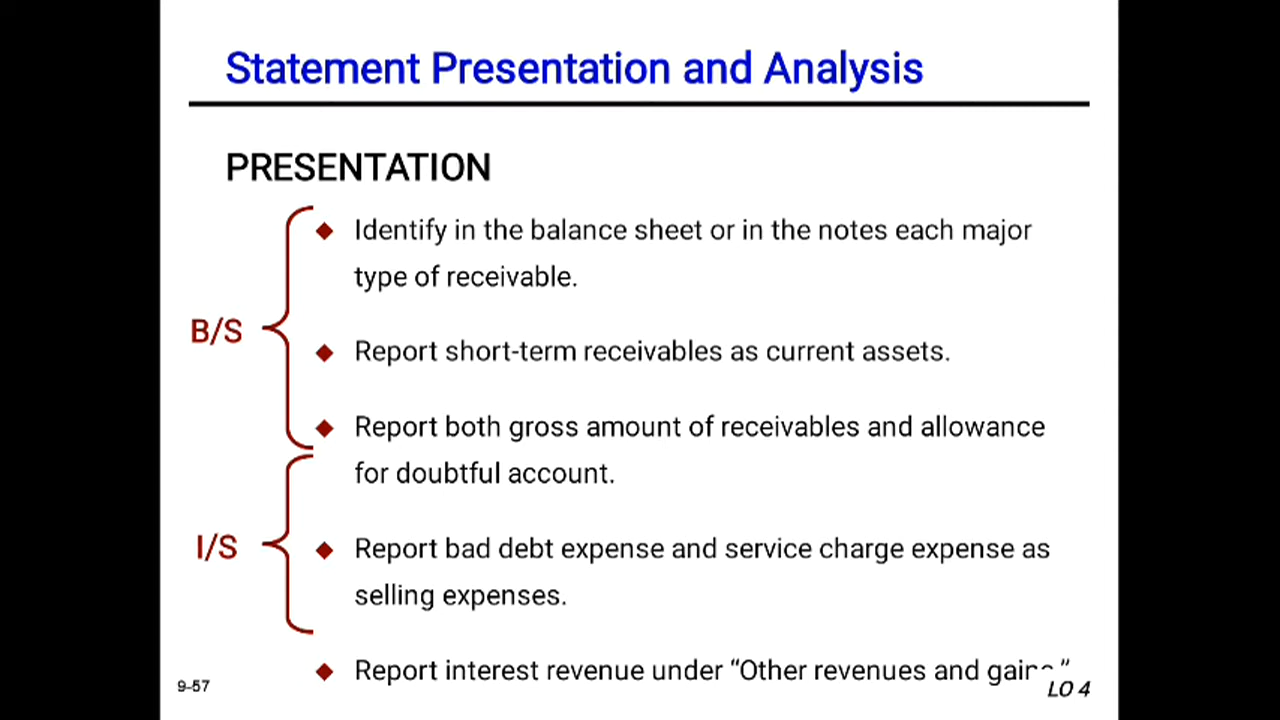 Statement Presentation and Analysis
PRESENTATION
◆ Identify in the balance sheet or in the notes each major
type of receivable.
B/S
◆ Report short-term receivables as current assets.
◆ Report both gross amount of receivables and allowance
for doubtful account.
I/S
◆ Report bad debt expense and service charge expense as
selling expenses.
◆ Report interest revenue under “Other revenues and ”
9-57
LO 4